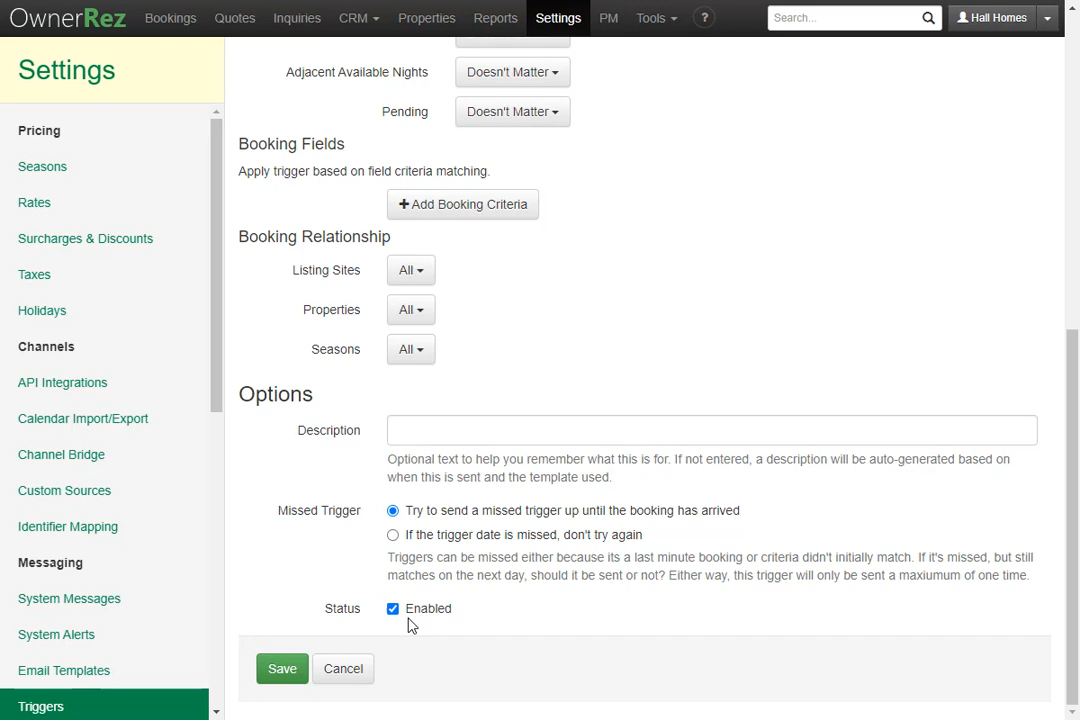 OwnerRez Bookings Quotes Inquiries CRM Properties Reports Settings PM Tools ? Search... Hall Homes
Settings
Pricing
Seasons
Rates
Surcharges & Discounts
Taxes
Holidays
Channels
API Integrations
Calendar Import/Export
Channel Bridge
Custom Sources
Identifier Mapping
Messaging
System Messages
System Alerts
Email Templates
Triggers
Adjacent Available Nights Doesn't Matter
Pending Doesn't Matter
Booking Fields
Apply trigger based on field criteria matching.
+ Add Booking Criteria
Booking Relationship
Listing Sites All
Properties All
Seasons All
Options
Description
Optional text to help you remember what this is for. If not entered, a description will be auto-generated based on
when this is sent and the template used.
Missed Trigger Try to send a missed trigger up until the booking has arrived
If the trigger date is missed, don't try again
Triggers can be missed either because its a last minute booking or criteria didn't initially match. If it's missed, but still
matches on the next day, should it be sent or not? Either way, this trigger will only be sent a maxiumum of one time.
Status Enabled
Save Cancel